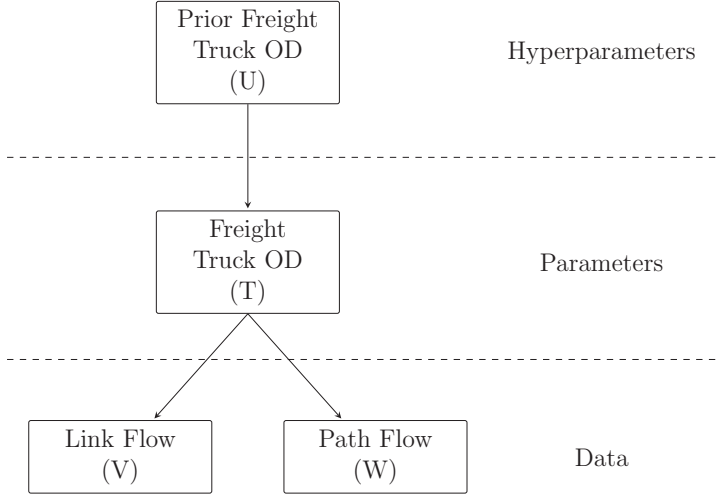 Prior Freight
Truck OD
(U)
Hyperparameters
Freight
Truck OD
(T)
Parameters
Link Flow
(V)
Path Flow
(W)
Data